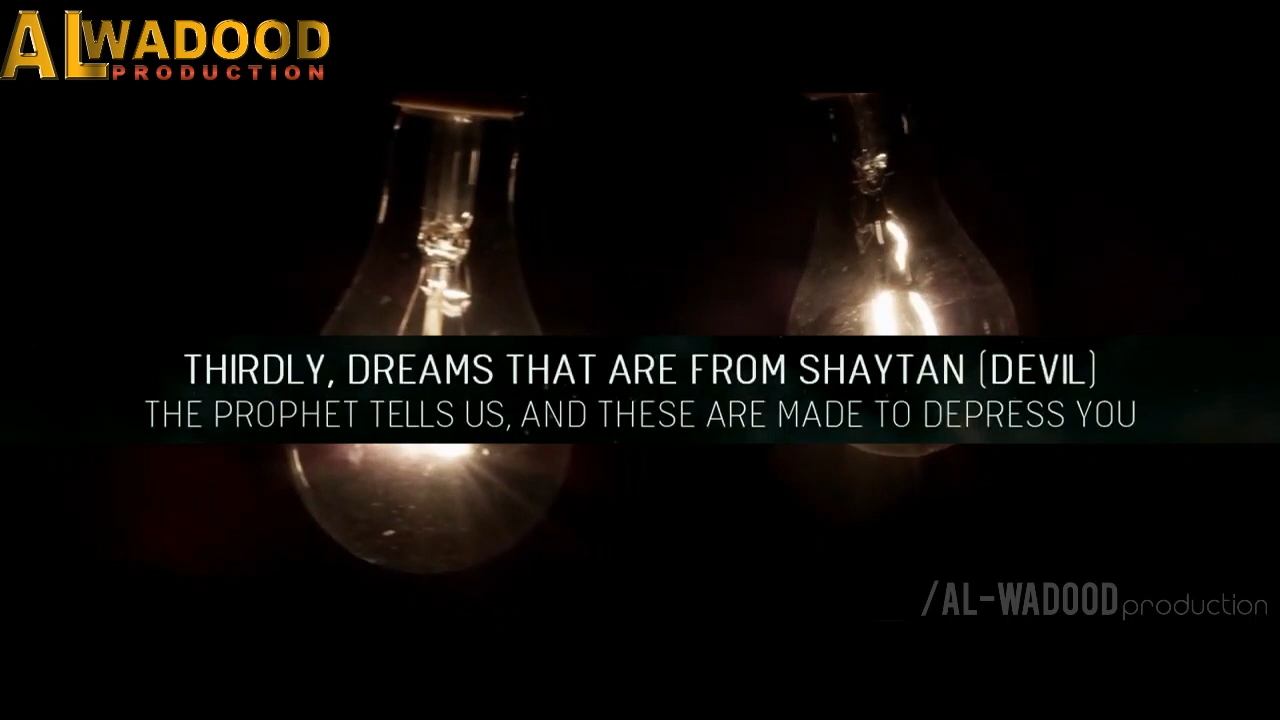 ALWADOOD
PRODUCTION
THIRDLY, DREAMS THAT ARE FROM SHAYTAN (DEVIL)
THE PROPHET TELLS US, AND THESE ARE MADE TO DEPRESS YOU
/AL-WADOOD production